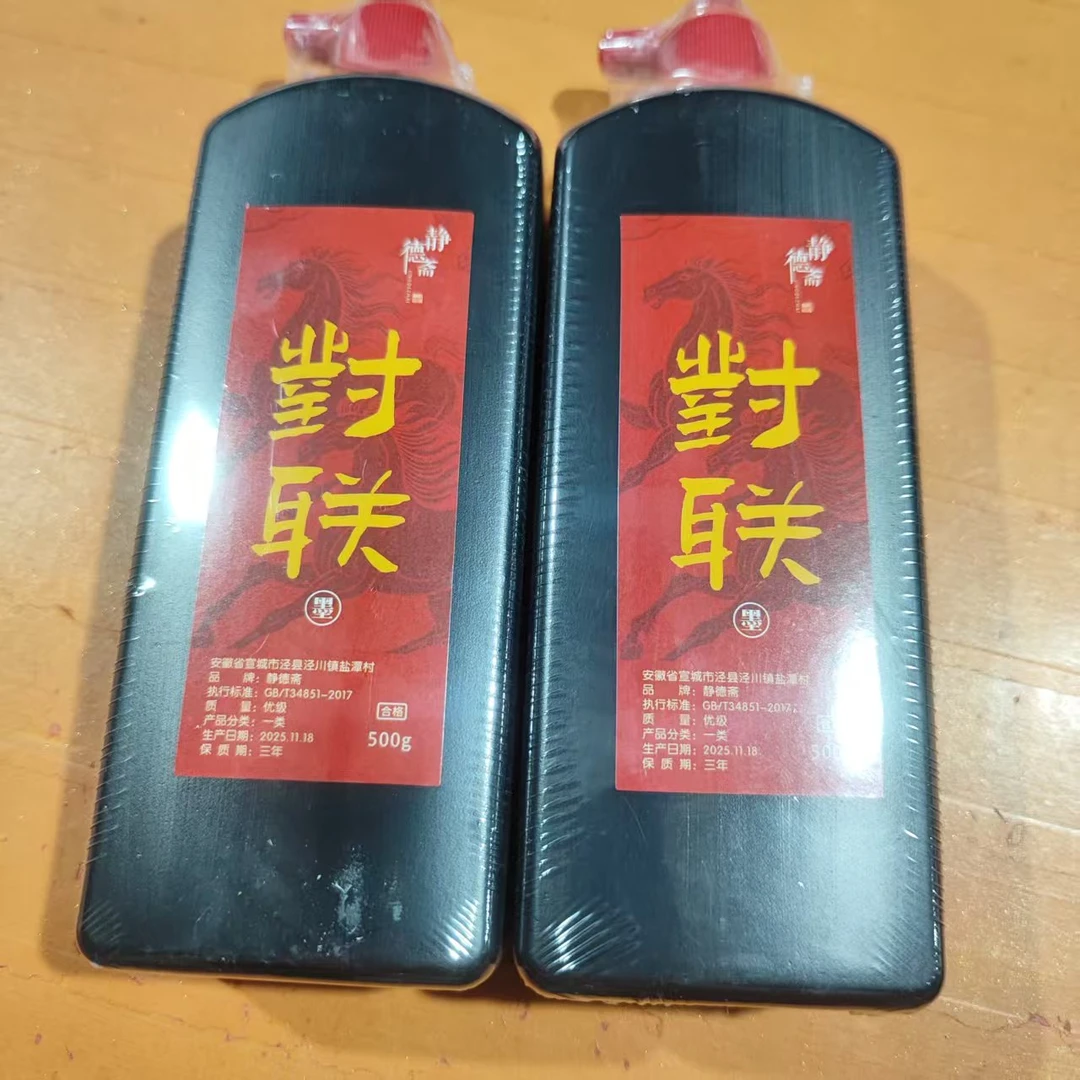 静德斋
對
联
墨
安徽省宣城市泾县泾川镇盐潭村
品 牌：静德斋
执行标准：GB/T34851-2017
质 量：优级
产品分类：一类
生产日期：2025.11.18
保 质 期：三年
合格
500g
静德斋
對
联
墨
安徽省宣城市泾县泾川镇盐潭村
品 牌：静德斋
执行标准：GB/T34851-2017
质 量：优级
产品分类：一类
生产日期：2025.11.18
保 质 期：三年
500